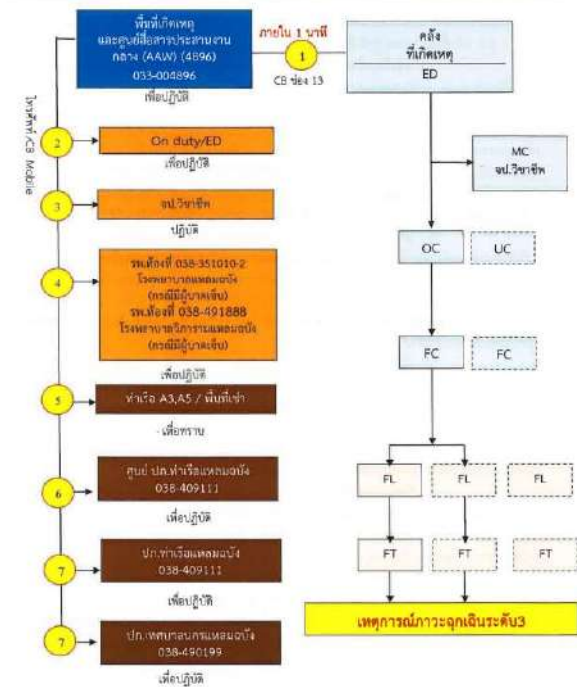 พื้นที่เกิดเหตุ
และศูนย์สื่อสารประสานงาน
กลาง (AAW) (4896)
033-004896
เพื่อปฏิบัติ
ภายใน 1 นาที
1
CB ช่อง 13
คลัง
ที่เกิดเหตุ
ED
โทรศัพท์/CB Mobile
2
On duty/ED
เพื่อปฏิบัติ
3
จป.วิชาชีพ
ปฏิบัติ
4
รพ.ท้องที่ 038-351010-2
โรงพยาบาลแหลมฉบัง
(กรณีมีผู้บาดเจ็บ)
รพ.ท้องที่ 038-491888
โรงพยาบาลวิภารามแหลมฉบัง
(กรณีมีผู้บาดเจ็บ)
เพื่อปฏิบัติ
5
ท่าเรือ A3,A5 / พื้นที่เช่า
- เพื่อทราบ
6
ศูนย์ ปภ.ท่าเรือแหลมฉบัง
038-409111
เพื่อปฏิบัติ
7
ปภ.ท่าเรือแหลมฉบัง
038-409111
เพื่อปฏิบัติ
7
ปภ.เทศบาลนครแหลมฉบัง
038-490199
เพื่อปฏิบัติ
MC
จป.วิชาชีพ
OC
UC
FC
FC
FL
FL
FL
FT
FT
FT
เหตุการณ์ภาวะฉุกเฉินระดับ3